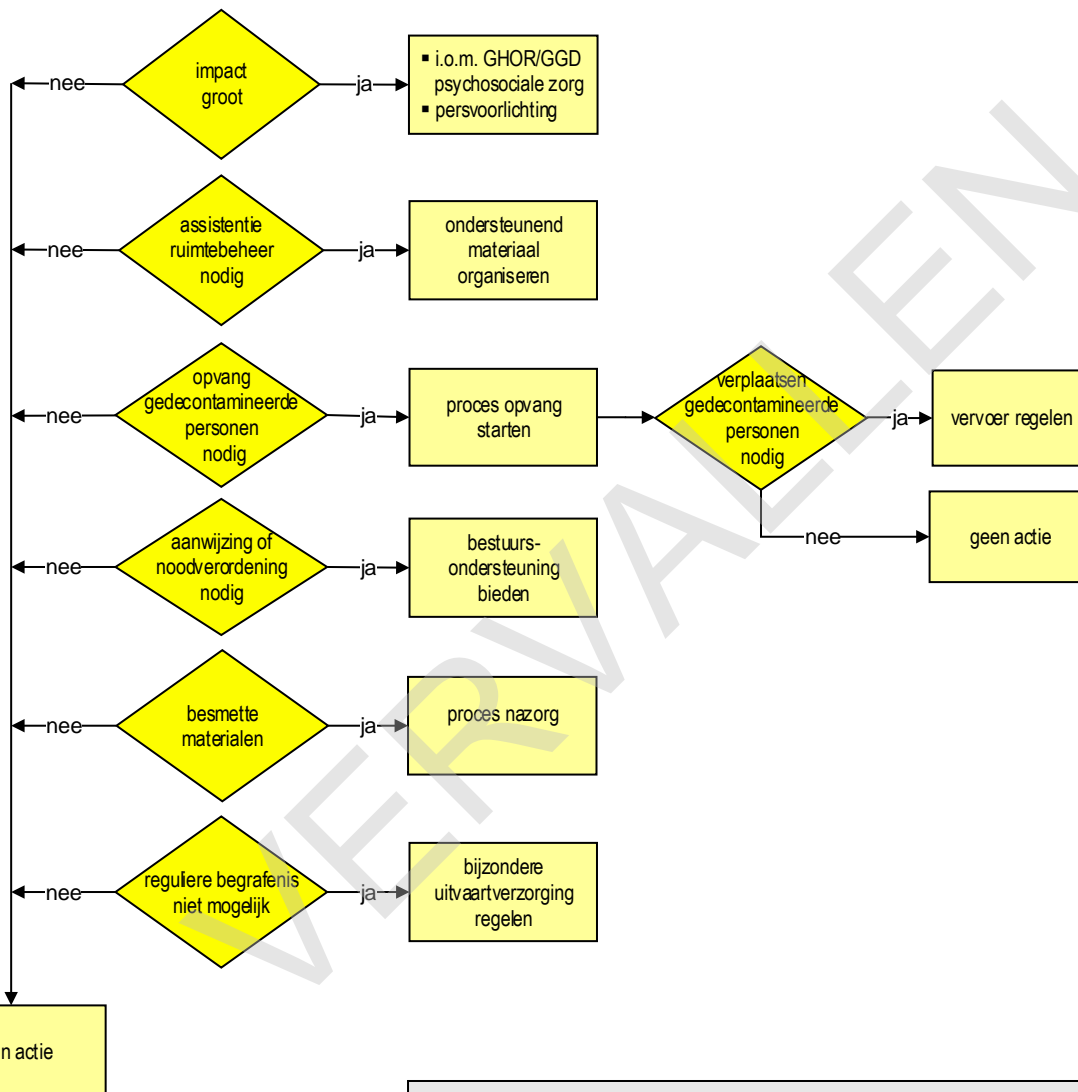 impact
groot
nee
ja
▪ i.o.m. GHOR/GGD
psychosociale zorg
▪ persvoorlichting
assistentie
ruimtebeheer
nodig
nee
ja
ondersteunend
materiaal
organiseren
opvang
gedecontamineerde
personen
nodig
nee
ja
proces opvang
starten
verplaatsen
gedecontamineerde
personen
nodig
ja
vervoer regelen
nee
geen actie
aanwijzing of
noodverordening
nodig
nee
ja
bestuurs-
ondersteuning
bieden
besmette
materialen
nee
ja
proces nazorg
reguliere begrafenis
niet mogelijk
nee
ja
bijzondere
uitvaartverzorging
regelen
n actie
VERVALLEN